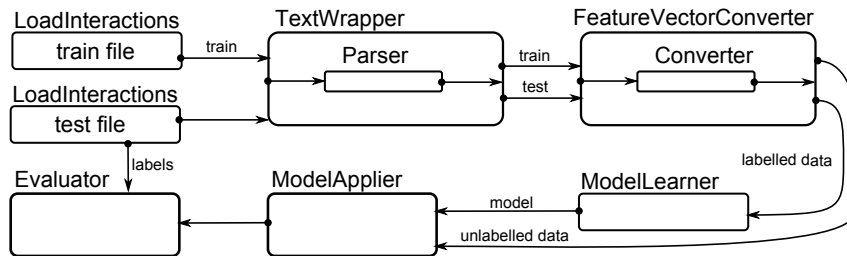 LoadInteractions
TextWrapper
FeatureVectorConverter
train file
train
Parser
train
Converter
LoadInteractions
test file
test
labels
labelled data
Evaluator
ModelApplier
ModelLearner
model
unlabelled data